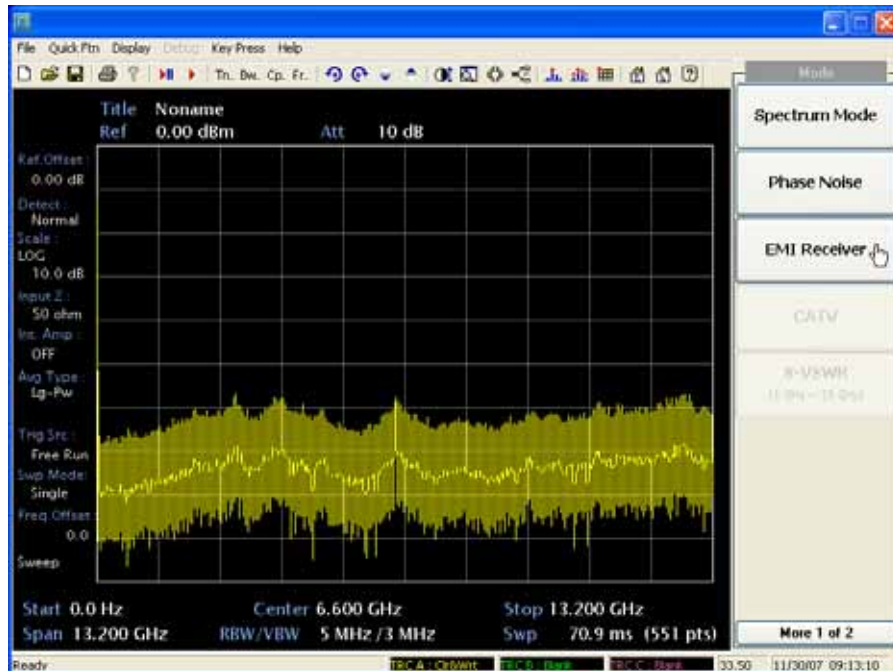 File Quick Ftn Display Debug Key Press Help
Tn. Bw. Cp. Fr.
Mode
Title Noname
Ref 0.00 dBm Att 10 dB
Ref.Offset :
0.00 dB
Detect :
Normal
Scale :
LOG
10.0 dB
Input Z :
50 ohm
Int. Amp :
OFF
Avg Type :
Lg-Pw
Trig Src :
Free Run
Swp Mode:
Single
Freq Offset :
0.0
Sweep
Spectrum Mode
Phase Noise
EMI Receiver
CATV
Start 0.0 Hz Center 6.600 GHz Stop 13.200 GHz
Span 13.200 GHz RBW/VBW 5 MHz / 3 MHz Swp 70.9 ms (551 pts)
More 1 of 2
Ready TRC A : Clr&Wrt TRC B : Blank TRC C : Blank 33.50 11/30/07 09:13:10